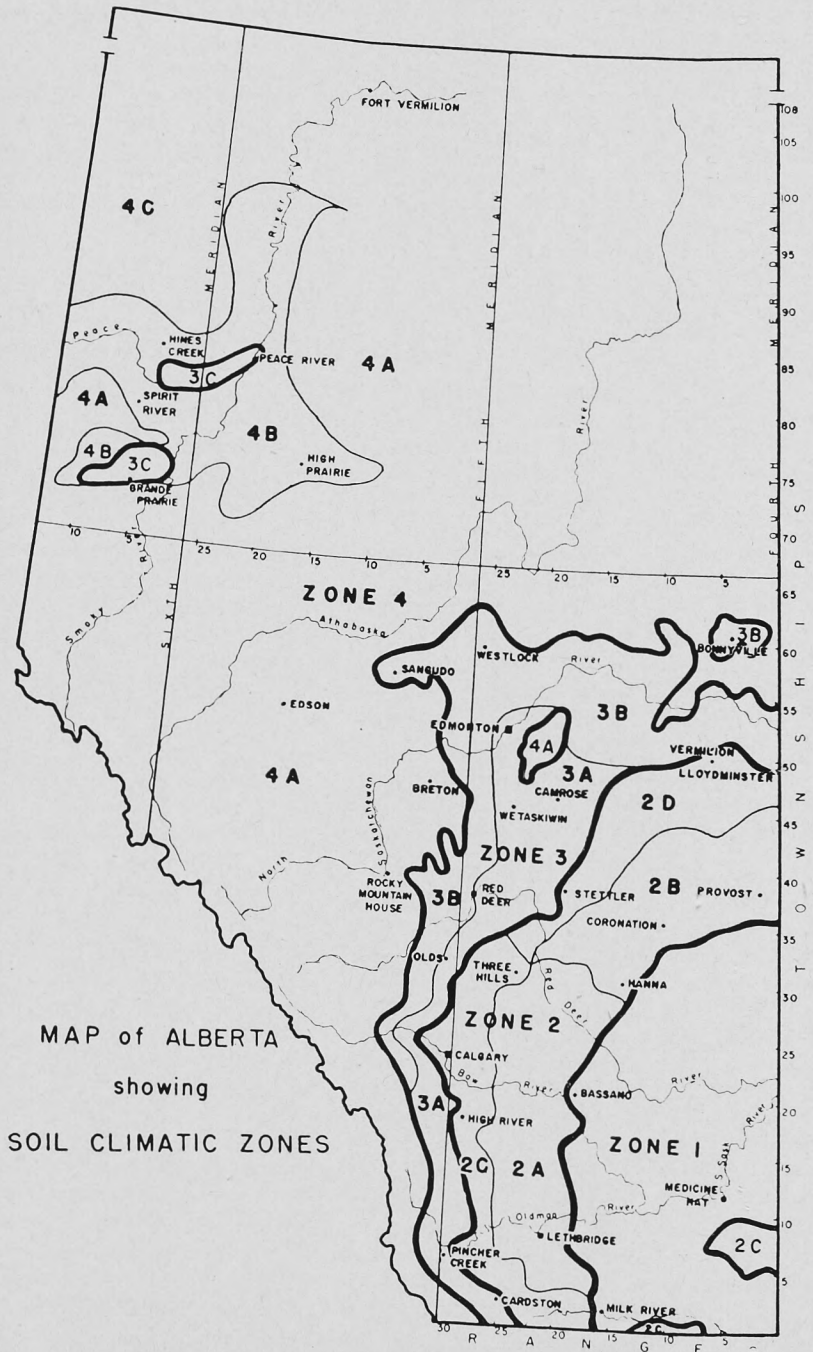 FORT VERMILION
108
105
100
95
90
85
80
75
70
65
60
55
50
45
40
35
30
25
20
15
10
5
TOWNSHIPS
FOURTH MERIDIAN
FIFTH MERIDIAN
SIXTH MERIDIAN
River
River
4C
Peace
HINES
CREEK
PEACE RIVER
3C
4A
4A
SPIRIT
RIVER
4B
4B
3C
HIGH
PRAIRIE
GRANDE
PRAIRIE
10
5
25
20
15
10
5
25
20
15
10
5
Smoky River
ZONE 4
Athabaska
WESTLOCK
River
3B
BONNYVILLE
SANGUDO
EDSON
EDMONTON
3B
4A
4A
3A
VERMILION
LLOYDMINSTER
BRETON
CAMROSE
2D
WETASKIWIN
North Saskatchewan
ZONE 3
ROCKY
MOUNTAIN
HOUSE
3B
RED
DEER
STETTLER
2B
PROVOST
CORONATION
OLDS
THREE
HILLS
Red Deer River
HANNA
ZONE 2
MAP of ALBERTA
showing
SOIL CLIMATIC ZONES
CALGARY
Bow River
BASSANO
3A
HIGH RIVER
ZONE 1
2C
2A
S. Sask River
MEDICINE
HAT
Oldman River
LETHBRIDGE
2C
PINCHER
CREEK
CARDSTON
MILK RIVER
2C
30
25
20
15
10
5
RANGE